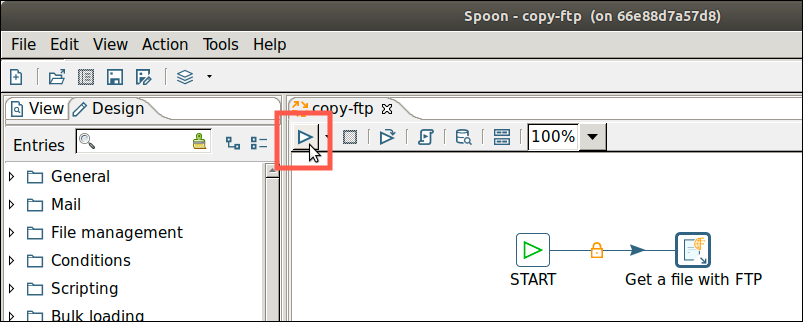 Spoon - copy-ftp (on 66e88d7a57d8)
File Edit View Action Tools Help
View Design
copy-ftp
Entries
100%
General
Mail
File management
Conditions
Scripting
Bulk loading
START
Get a file with FTP